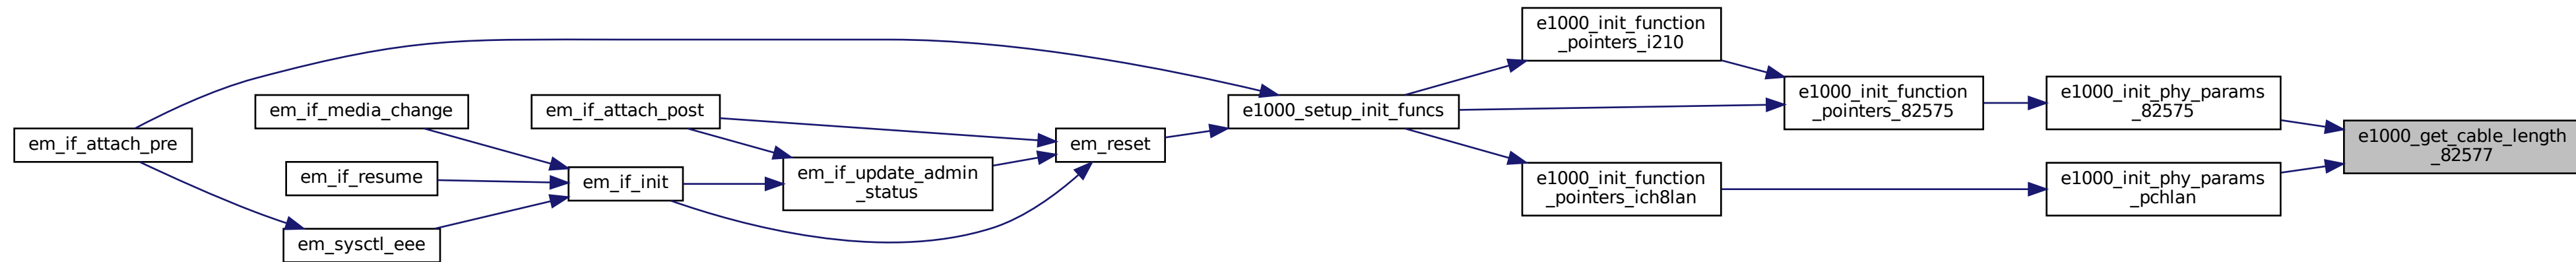 em_if_attach_pre
em_if_media_change
em_if_resume
em_sysctl_eee
em_if_attach_post
em_if_init
em_if_update_admin
_status
em_reset
e1000_setup_init_funcs
e1000_init_function
_pointers_i210
e1000_init_function
_pointers_82575
e1000_init_function
_pointers_ich8lan
e1000_init_phy_params
_82575
e1000_init_phy_params
_pchlan
e1000_get_cable_length
_82577